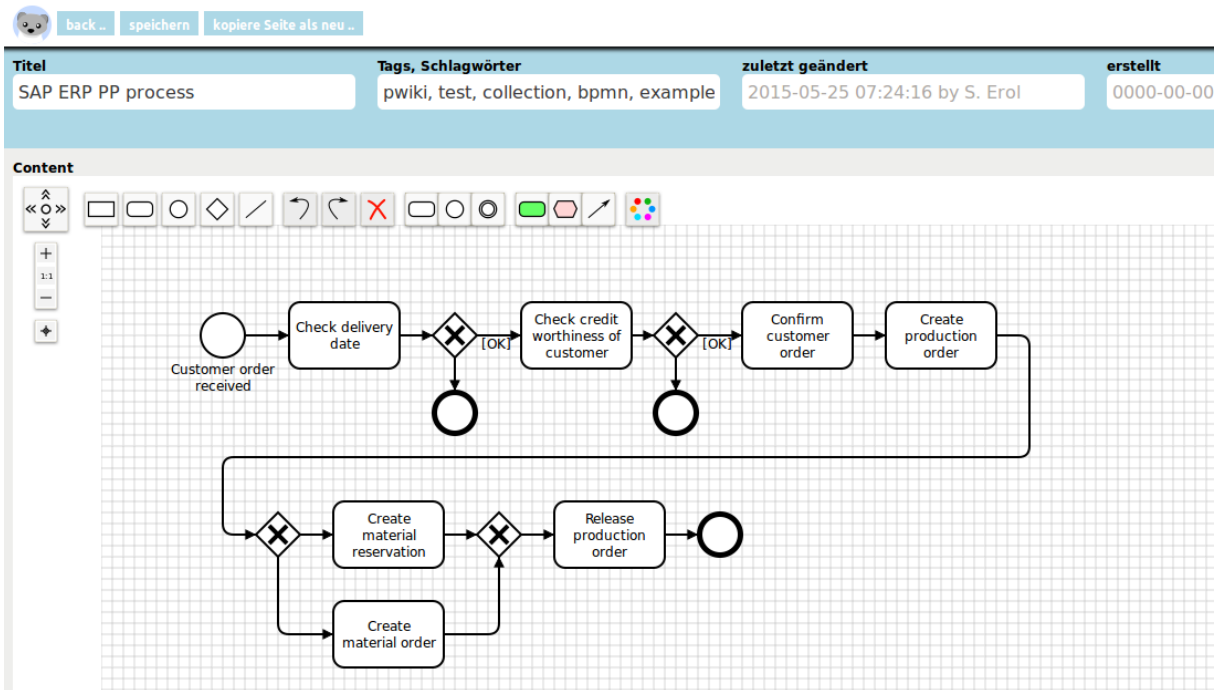 back ..
speichern
kopiere Seite als neu ..
Titel
Tags, Schlagwörter
zuletzt geändert
erstellt
SAP ERP PP process
pwiki, test, collection, bpmn, example
2015-05-25 07:24:16 by S. Erol
0000-00-00
Content
1:1
Customer order
received
Check delivery
date
[OK]
Check credit
worthiness of
customer
[OK]
Confirm
customer
order
Create
production
order
Create
material
reservation
Release
production
order
Create
material order